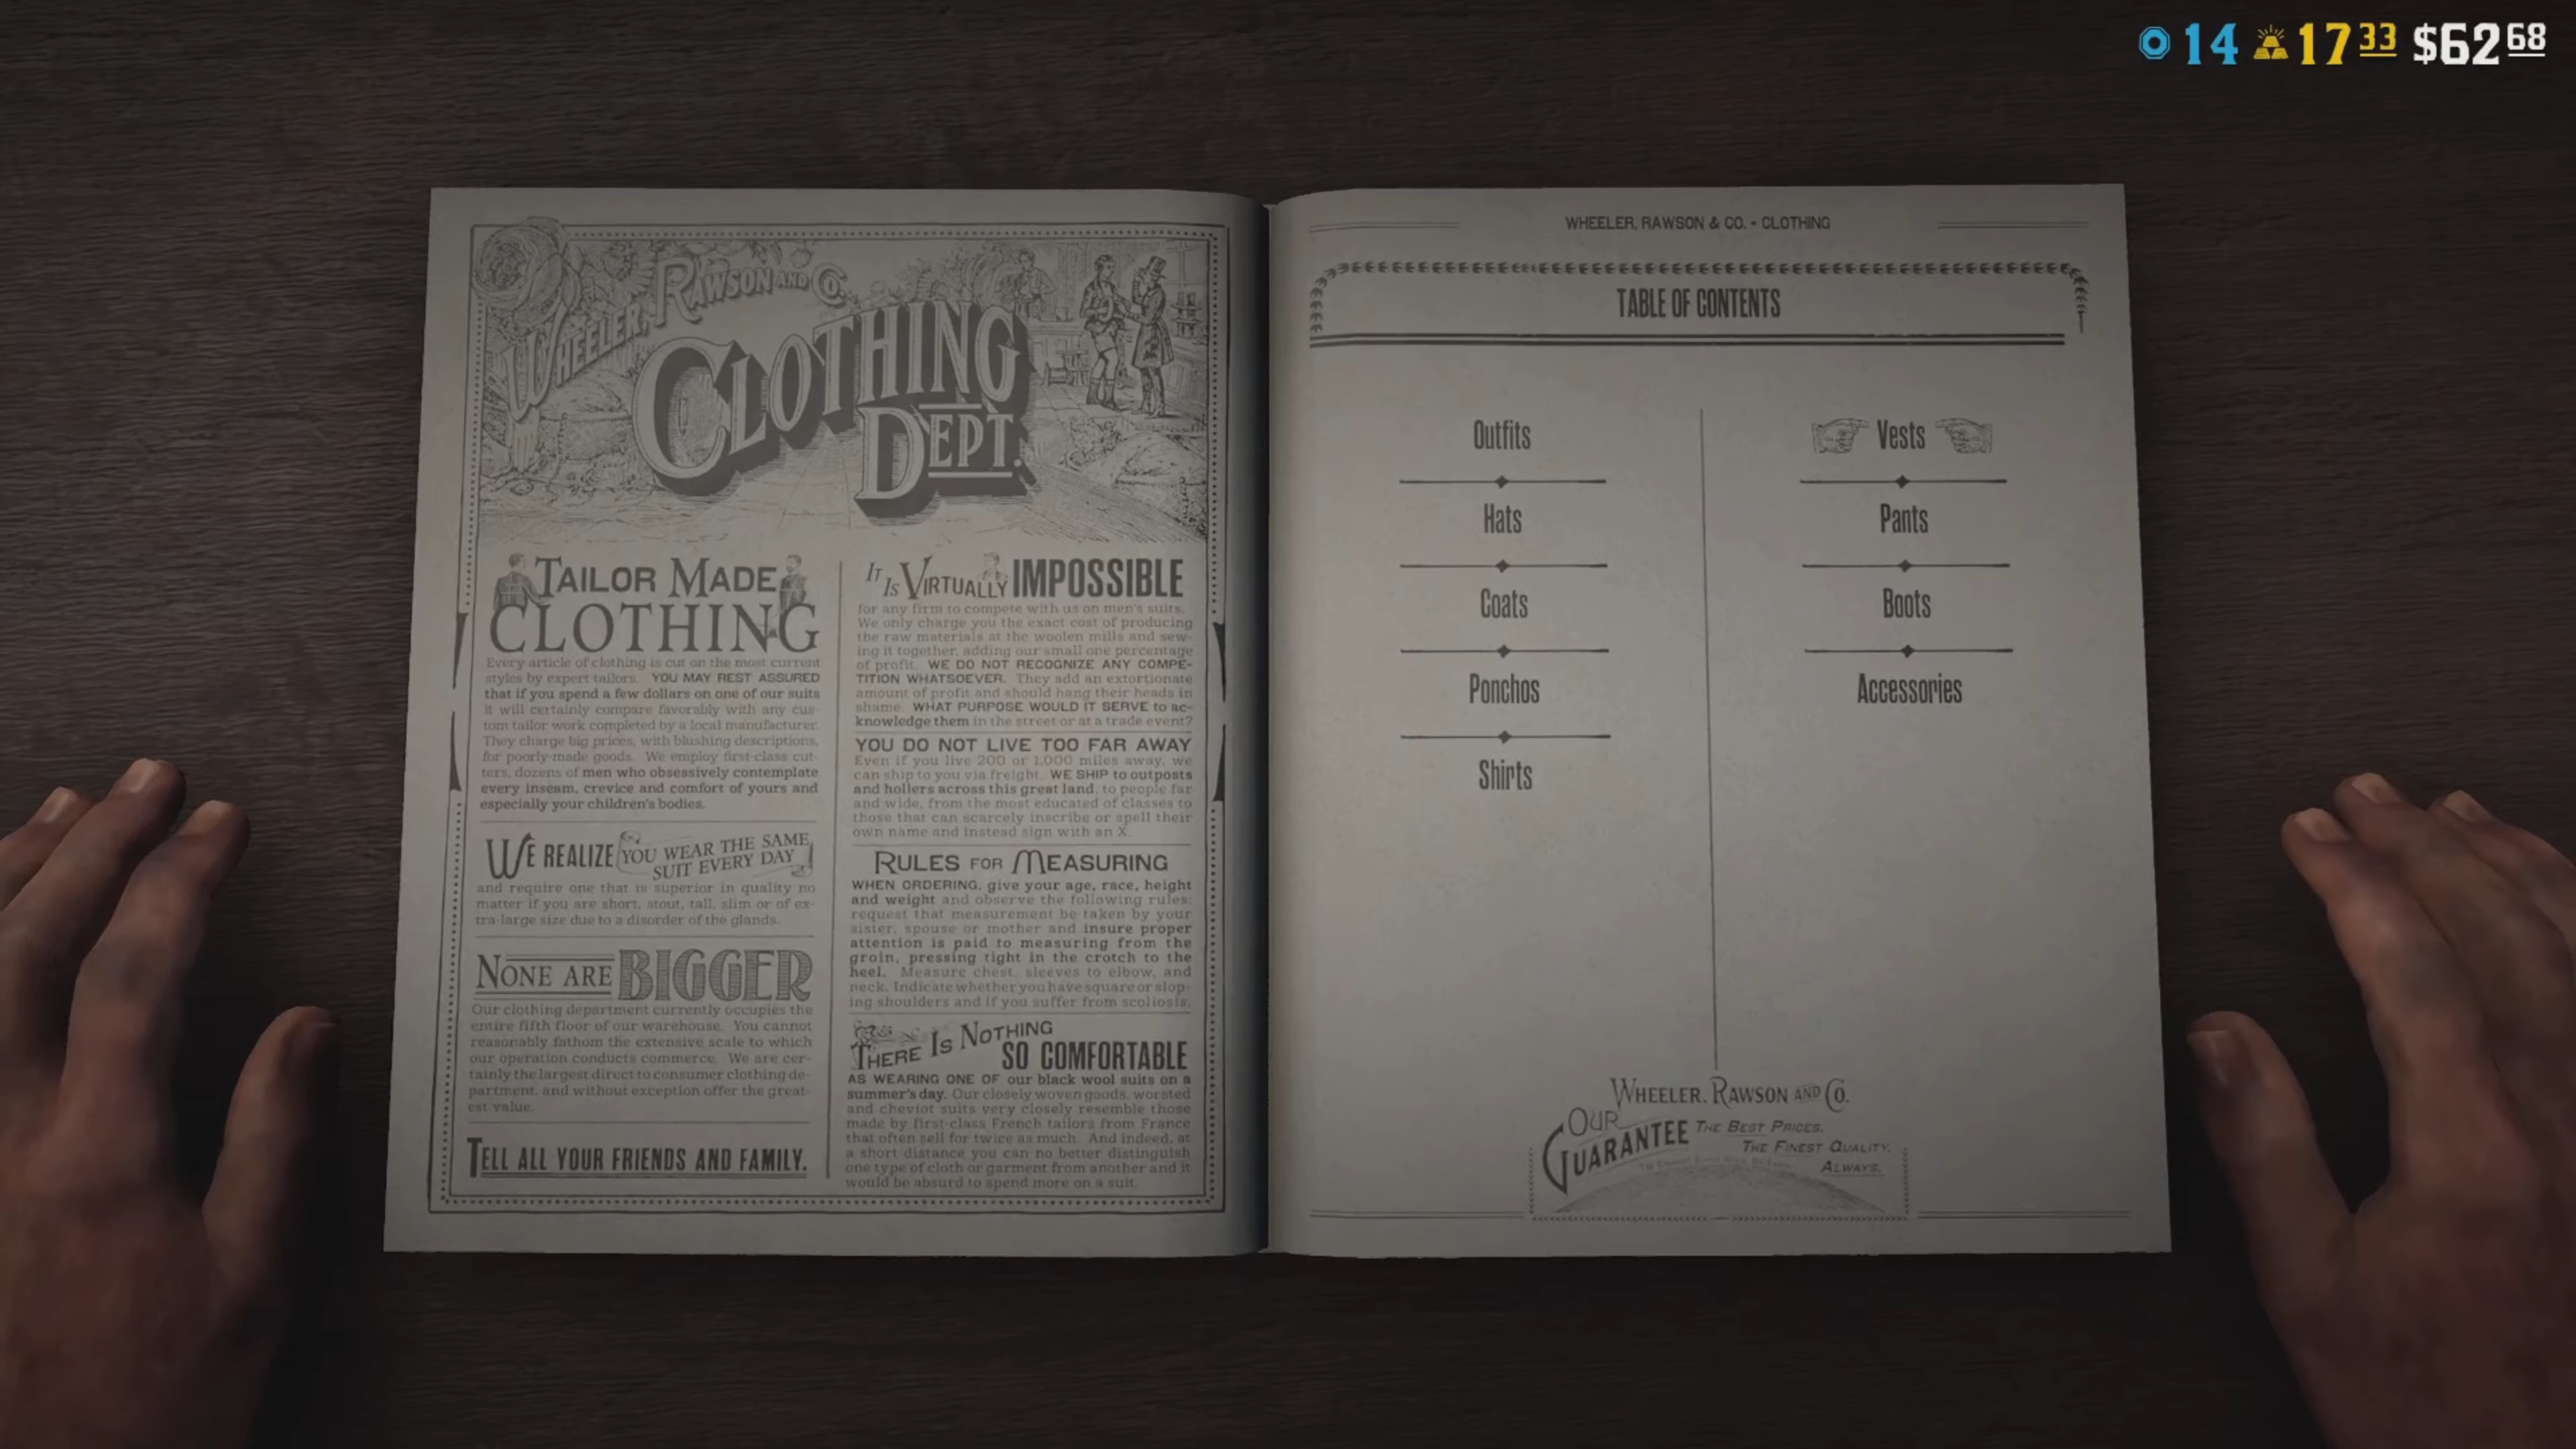 14 17 33 $62 68
WHEELER, RAWSON AND CO.
CLOTHING
DEPT.
TAILOR MADE
CLOTHING
Every article of clothing is cut on the most current
styles by expert tailors. YOU MAY REST ASSURED
that if you spend a few dollars on one of our suits
it will certainly compare favorably with any cus-
tom tailor work completed by a local manufacturer.
They charge big prices, with blushing descriptions,
for poorly-made goods. We employ first-class cut-
ters, dozens of men who obsessively contemplate
every inseam, crevice and comfort of yours and
especially your children's bodies.
WE REALIZE YOU WEAR THE SAME
SUIT EVERY DAY
and require one that is superior in quality no
matter if you are short, stout, tall, slim or of ex-
tra-large size due to a disorder of the glands.
NONE ARE BIGGER
Our clothing department currently occupies the
entire fifth floor of our warehouse. You cannot
reasonably fathom the extensive scale to which
our operation conducts commerce. We are cer-
tainly the largest direct to consumer clothing de-
partment, and without exception offer the great-
est value.
TELL ALL YOUR FRIENDS AND FAMILY.
IT IS VIRTUALLY IMPOSSIBLE
for any firm to compete with us on men's suits.
We only charge you the exact cost of producing
the raw materials at the woolen mills and sew-
ing it together, adding our small one percentage
of profit. WE DO NOT RECOGNIZE ANY COMPE-
TITION WHATSOEVER. They add an extortionate
amount of profit and should hang their heads in
shame. WHAT PURPOSE WOULD IT SERVE to ac-
knowledge them in the street or at a trade event?
YOU DO NOT LIVE TOO FAR AWAY
Even if you live 200 or 1,000 miles away, we
can ship to you via freight. WE SHIP to outposts
and hollers across this great land, to people far
and wide, from the most educated of classes to
those that can scarcely inscribe or spell their
own name and instead sign with an X.
RULES FOR MEASURING
WHEN ORDERING, give your age, race, height
and weight and observe the following rules:
request that measurement be taken by your
sister, spouse or mother and insure proper
attention is paid to measuring from the
groin, pressing tight in the crotch to the
heel. Measure chest, sleeves to elbow, and
neck. Indicate whether you have square or slop-
ing shoulders and if you suffer from scoliosis.
THERE IS NOTHING
SO COMFORTABLE
AS WEARING ONE OF our black wool suits on a
summer's day. Our closely woven goods, worsted
and cheviot suits very closely resemble those
made by first-class French tailors from France
that often sell for twice as much. And indeed, at
a short distance you can no better distinguish
one type of cloth or garment from another and it
would be absurd to spend more on a suit.
WHEELER, RAWSON & CO. - CLOTHING
TABLE OF CONTENTS
Outfits
Hats
Coats
Ponchos
Shirts
Vests
Pants
Boots
Accessories
WHEELER, RAWSON AND CO.
OUR
GUARANTEE THE BEST PRICES.
THE FINEST QUALITY.
ALWAYS.